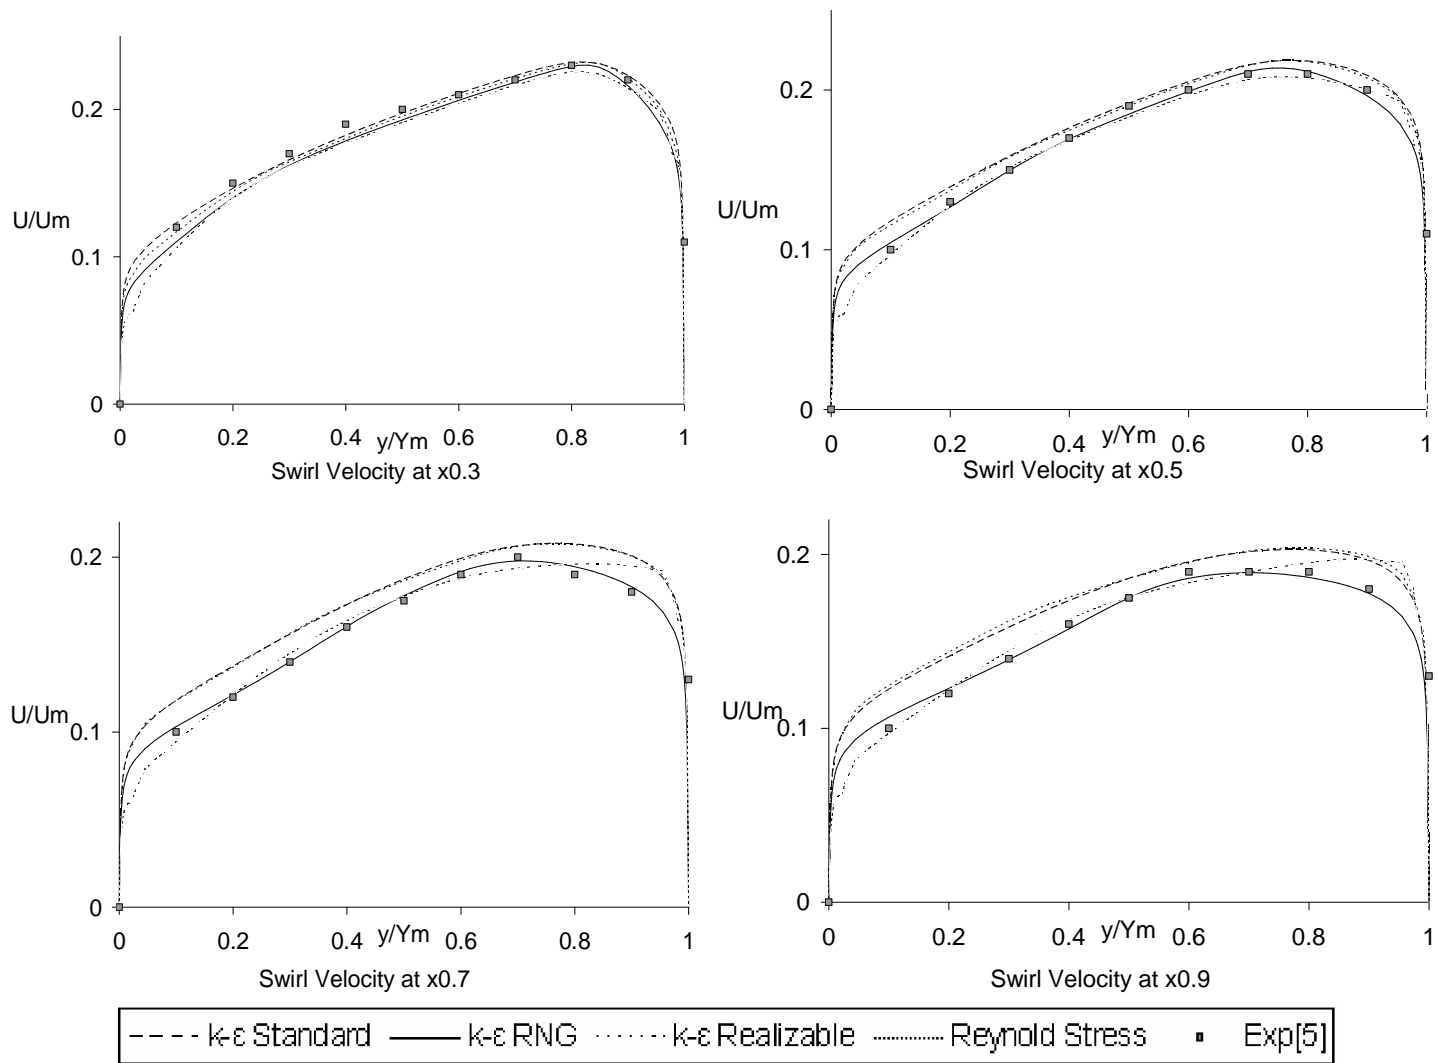 0.2
U/Um
0.1
0
0 0.2 0.4 y/Ym 0.6 0.8 1
Swirl Velocity at x0.3
0.2
U/Um
0.1
0
0 0.2 0.4 y/Ym 0.6 0.8 1
Swirl Velocity at x0.5
0.2
U/Um
0.1
0
0 0.2 0.4 y/Ym 0.6 0.8 1
Swirl Velocity at x0.7
0.2
U/Um
0.1
0
0 0.2 0.4 y/Ym 0.6 0.8 1
Swirl Velocity at x0.9
k-ε Standard k-ε RNG k-ε Realizable Reynold Stress Exp[5]